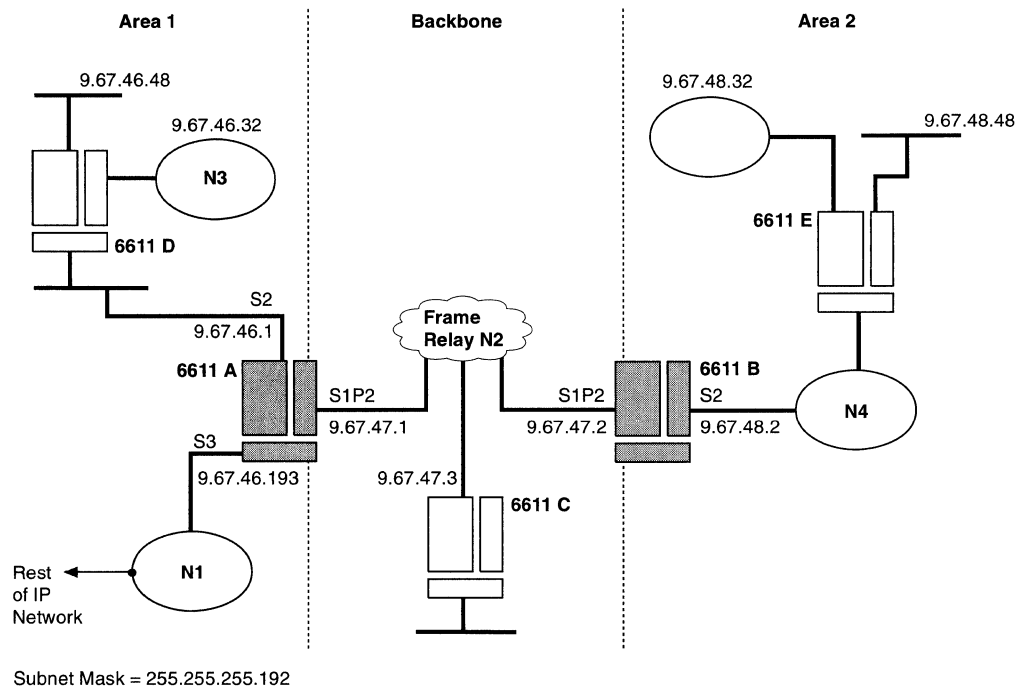 Area 1
Backbone
Area 2
9.67.46.48
9.67.48.32
9.67.46.32
9.67.48.48
N3
6611 D
6611 E
S2
9.67.46.1
Frame
Relay N2
6611 A
6611 B
S1P2
9.67.47.1
S1P2
9.67.47.2
S2
9.67.48.2
N4
S3
9.67.46.193
9.67.47.3
6611 C
N1
Rest
of IP
Network
Subnet Mask = 255.255.255.192